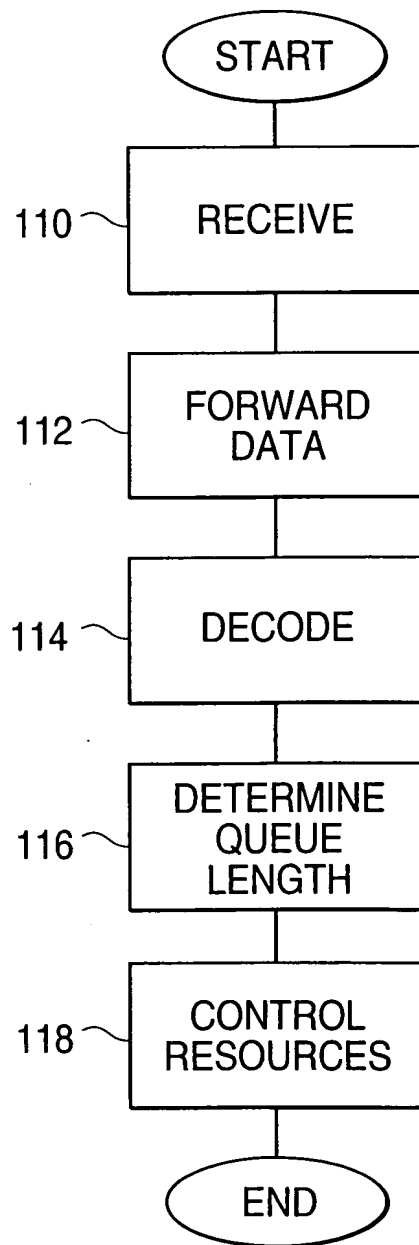 START
110
RECEIVE
112
FORWARD
DATA
114
DECODE
116
DETERMINE
QUEUE
LENGTH
118
CONTROL
RESOURCES
END